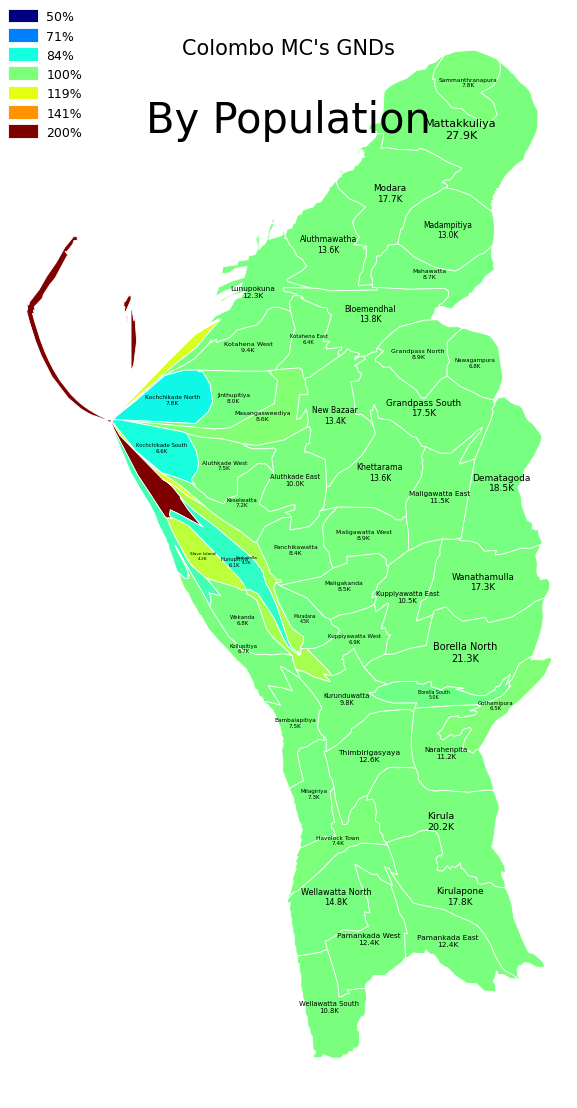 50%
71%
84%
100%
119%
141%
200%
Colombo MC's GNDs
By Population
Sammanthranapura
7.8K
Mattakkuliya
27.9K
Modara
17.7K
Madampitiya
13.0K
Aluthmawatha
13.6K
Mahawatta
8.7K
Lunupokuna
12.3K
Bloemendhal
13.8K
Kotahena East
6.4K
Kotahena West
9.4K
Grandpass North
8.9K
Nawagampura
6.8K
Kochchikade North
7.8K
Jinthupitiya
8.0K
Masangasweediya
8.6K
New Bazaar
13.4K
Grandpass South
17.5K
Kochchikade South
6.6K
Aluthkade West
7.5K
Aluthkade East
10.0K
Khettarama
13.6K
Dematagoda
18.5K
Keselwatta
7.2K
Maligawatta East
11.5K
Maligawatta West
8.9K
Panchikawatta
8.4K
Slave Island
4.2K
Hunupitiya
6.1K
Maligakanda
8.5K
Wanathamulla
17.3K
Kuppiyawatta East
10.5K
Wekanda
6.8K
Maradana
4.5K
Kuppiyawatta West
6.9K
Kollupitiya
6.7K
Borella North
21.3K
Kurunduwatta
9.8K
Borella South
5.0K
Gothamipura
6.5K
Bambalapitiya
7.5K
Thimbirigasyaya
12.6K
Narahenpita
11.2K
Milagiriya
7.3K
Kirula
20.2K
Havelock Town
7.4K
Wellawatta North
14.8K
Kirulapone
17.8K
Pamankada West
12.4K
Pamankada East
12.4K
Wellawatta South
10.8K